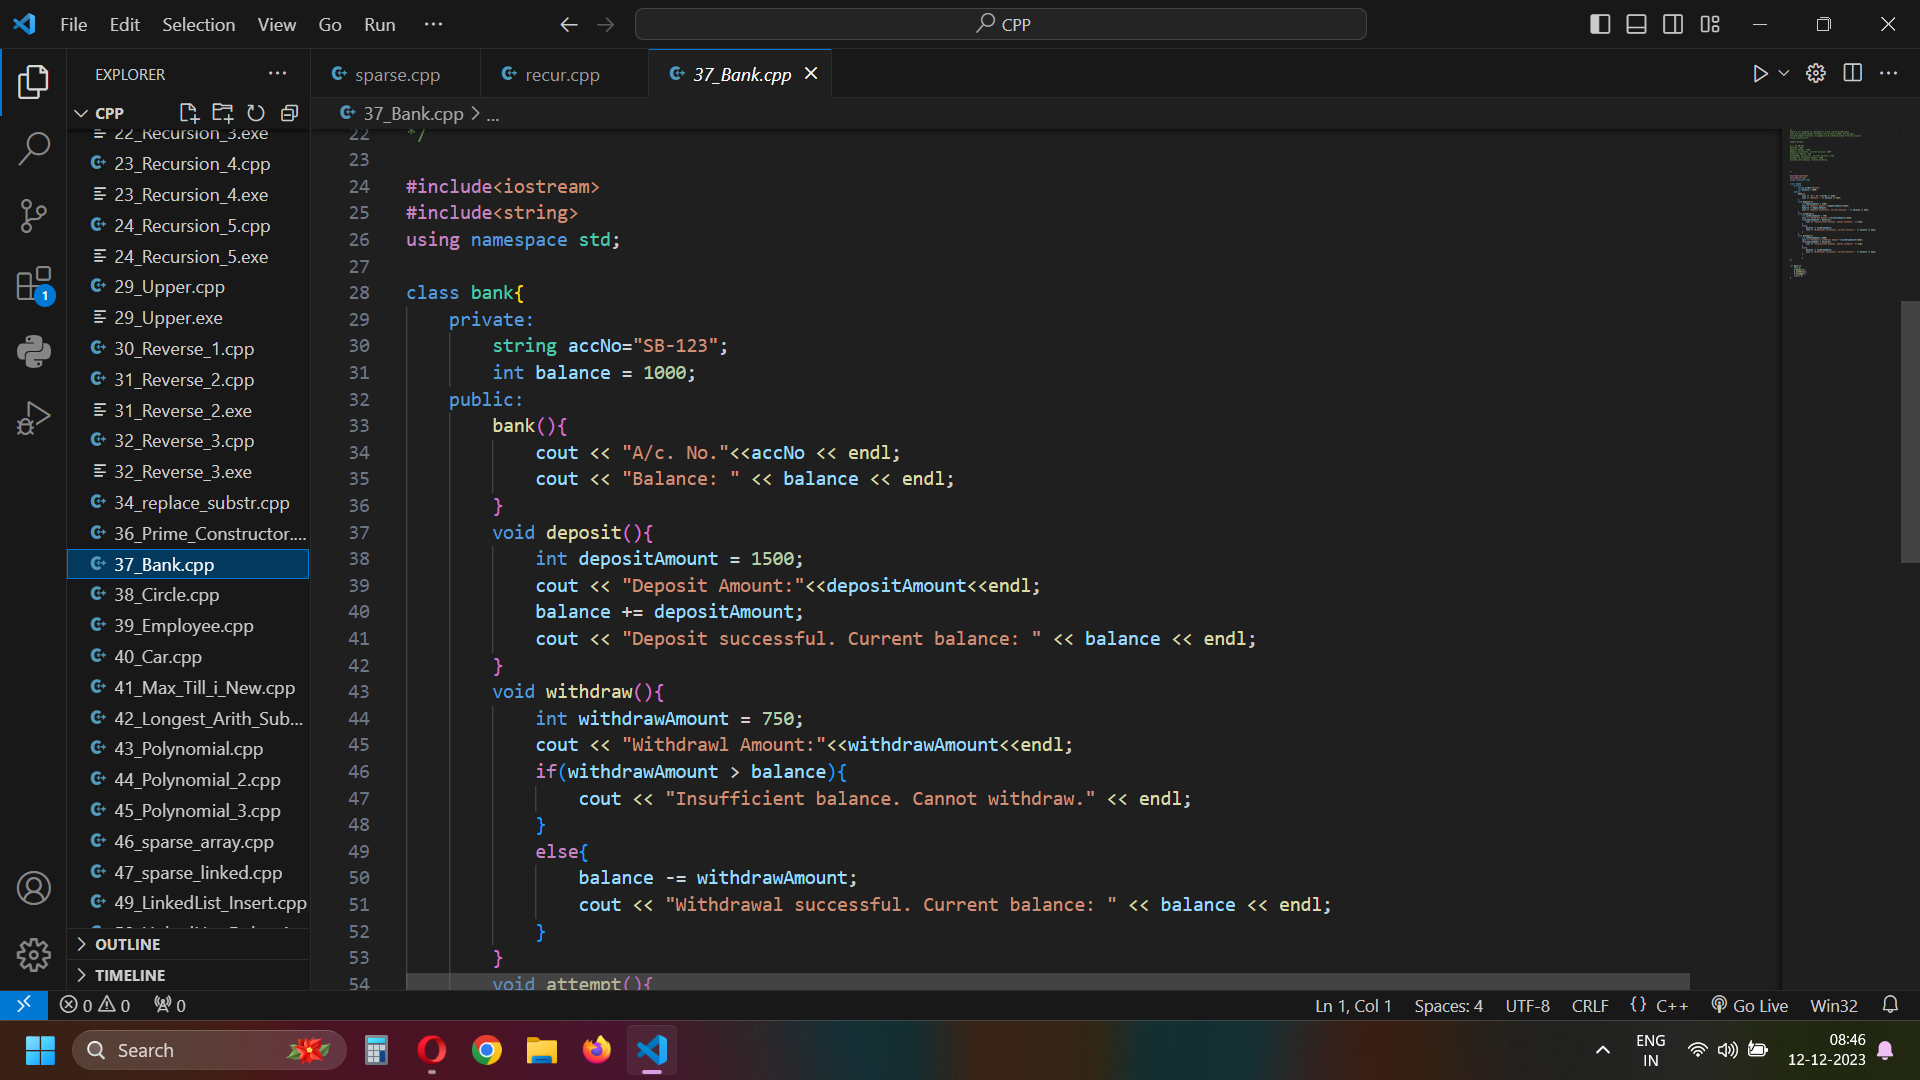 File Edit Selection View Go Run ···
CPP
EXPLORER ···
CPP
22_Recursion_3.exe
23_Recursion_4.cpp
23_Recursion_4.exe
24_Recursion_5.cpp
24_Recursion_5.exe
29_Upper.cpp
29_Upper.exe
30_Reverse_1.cpp
31_Reverse_2.cpp
31_Reverse_2.exe
32_Reverse_3.cpp
32_Reverse_3.exe
34_replace_substr.cpp
36_Prime_Constructor....
37_Bank.cpp
38_Circle.cpp
39_Employee.cpp
40_Car.cpp
41_Max_Till_i_New.cpp
42_Longest_Arith_Sub...
43_Polynomial.cpp
44_Polynomial_2.cpp
45_Polynomial_3.cpp
46_sparse_array.cpp
47_sparse_linked.cpp
49_LinkedList_Insert.cpp
OUTLINE
TIMELINE
1
sparse.cpp recur.cpp 37_Bank.cpp
37_Bank.cpp > ...
22 */
23
24 #include<iostream>
25 #include<string>
26 using namespace std;
27
28 class bank{
29 private:
30 string accNo="SB-123";
31 int balance = 1000;
32 public:
33 bank(){
34 cout << "A/c. No."<<accNo << endl;
35 cout << "Balance: " << balance << endl;
36 }
37 void deposit(){
38 int depositAmount = 1500;
39 cout << "Deposit Amount:"<<depositAmount<<endl;
40 balance += depositAmount;
41 cout << "Deposit successful. Current balance: " << balance << endl;
42 }
43 void withdraw(){
44 int withdrawAmount = 750;
45 cout << "Withdrawl Amount:"<<withdrawAmount<<endl;
46 if(withdrawAmount > balance){
47 cout << "Insufficient balance. Cannot withdraw." << endl;
48 }
49 else{
50 balance -= withdrawAmount;
51 cout << "Withdrawal successful. Current balance: " << balance << endl;
52 }
53 }
54 void attempt(){
0 0 0
Ln 1, Col 1 Spaces: 4 UTF-8 CRLF {} C++ Go Live Win32
Search
ENG
IN
08:46
12-12-2023